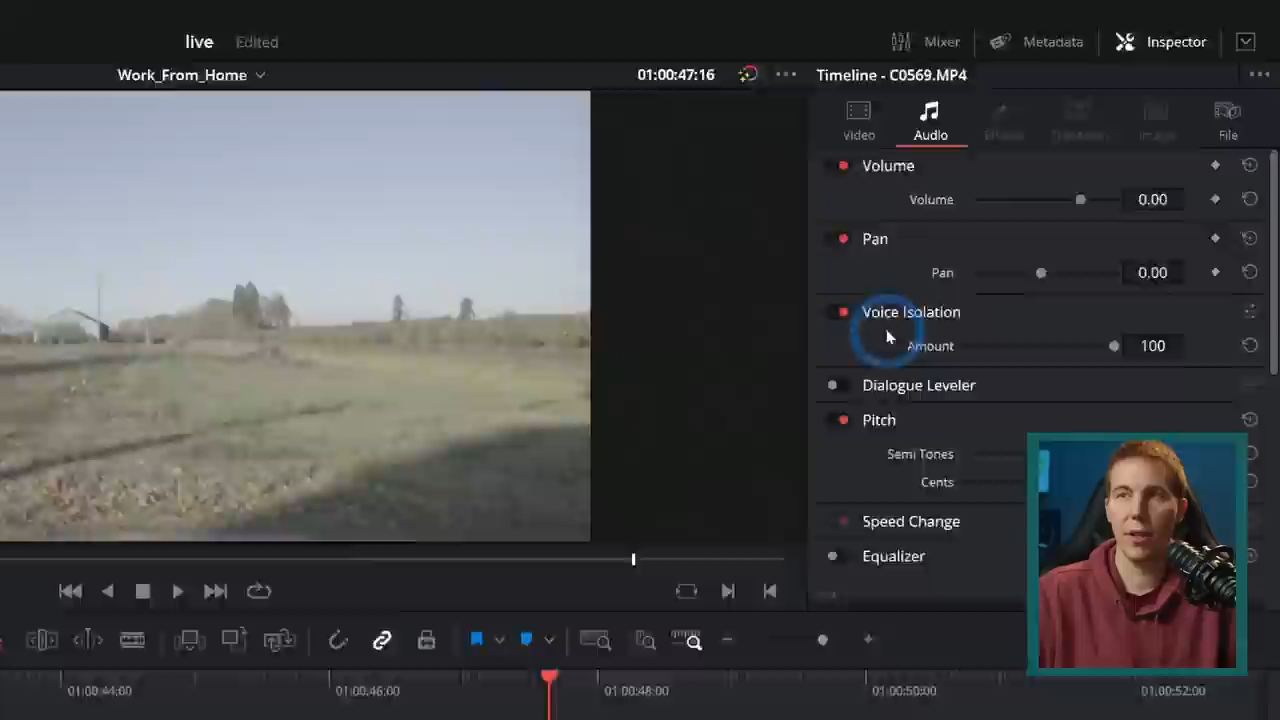 live Edited
Mixer Metadata Inspector
Work_From_Home 01:00:47:16 Timeline - C0569.MP4
Video Audio Effects Transition Image File
Volume
Volume 0.00
Pan
Pan 0.00
Voice Isolation
Amount 100
Dialogue Leveler
Pitch
Semi Tones
Cents
Speed Change
Equalizer
01:00:44:00 01:00:46:00 01:00:48:00 01:00:50:00 01:00:52:00